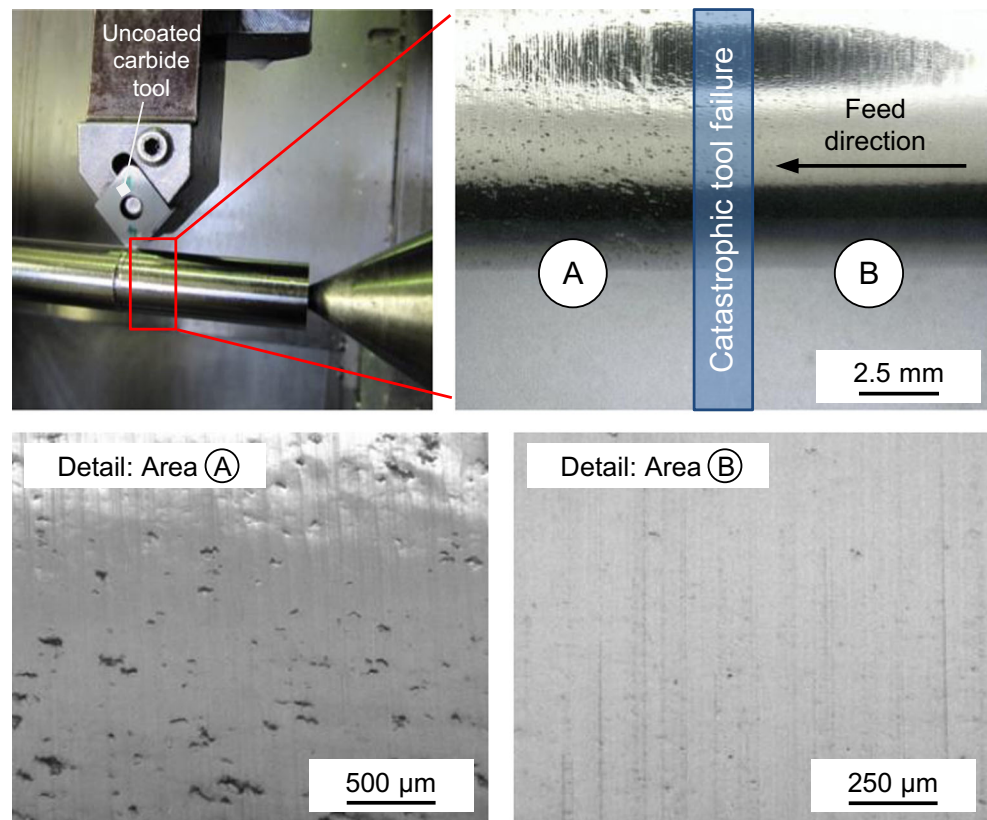 Uncoated
carbide
tool
Catastrophic tool failure
Feed
direction
A
B
2.5 mm
Detail: Area A
500 µm
Detail: Area B
250 µm